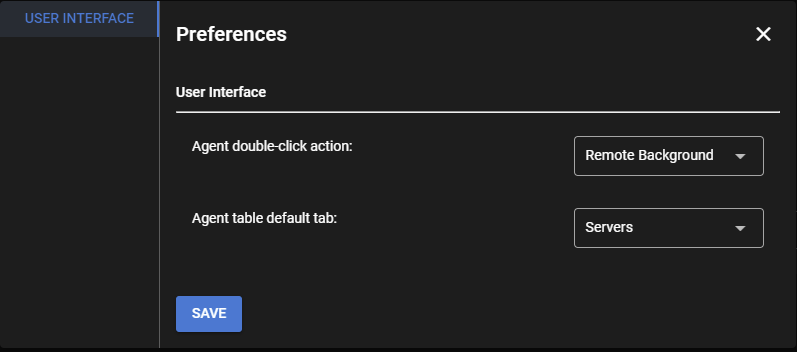 USER INTERFACE
Preferences
User Interface
Agent double-click action:
Remote Background
Agent table default tab:
Servers
SAVE